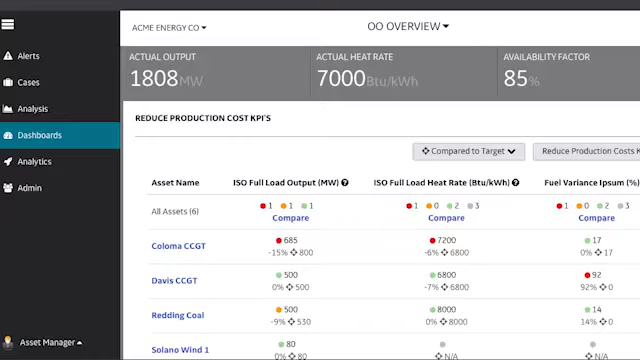 ACME ENERGY CO
OO OVERVIEW
Alerts
Cases
Analysis
Dashboards
Analytics
Admin
Asset Manager
ACTUAL OUTPUT
1808MW
ACTUAL HEAT RATE
7000Btu/kWh
AVAILABILITY FACTOR
85%
REDUCE PRODUCTION COST KPI'S
Compared to Target
Reduce Production Costs K
Asset Name
ISO Full Load Output (MW)
ISO Full Load Heat Rate (Btu/kWh)
Fuel Variance Ipsum (%)
All Assets (6)
1 1 1
Compare
1 0 2 3
Compare
1 0 2 3
Compare
Coloma CCGT
685
-15% 800
7200
-6% 6800
17
0% 17
Davis CCGT
500
0% 500
6800
-7% 6800
92
92% 0
Redding Coal
500
-9% 530
8000
0% 8000
14
14% 0
Solano Wind 1
80
0% 80
N/A
N/A